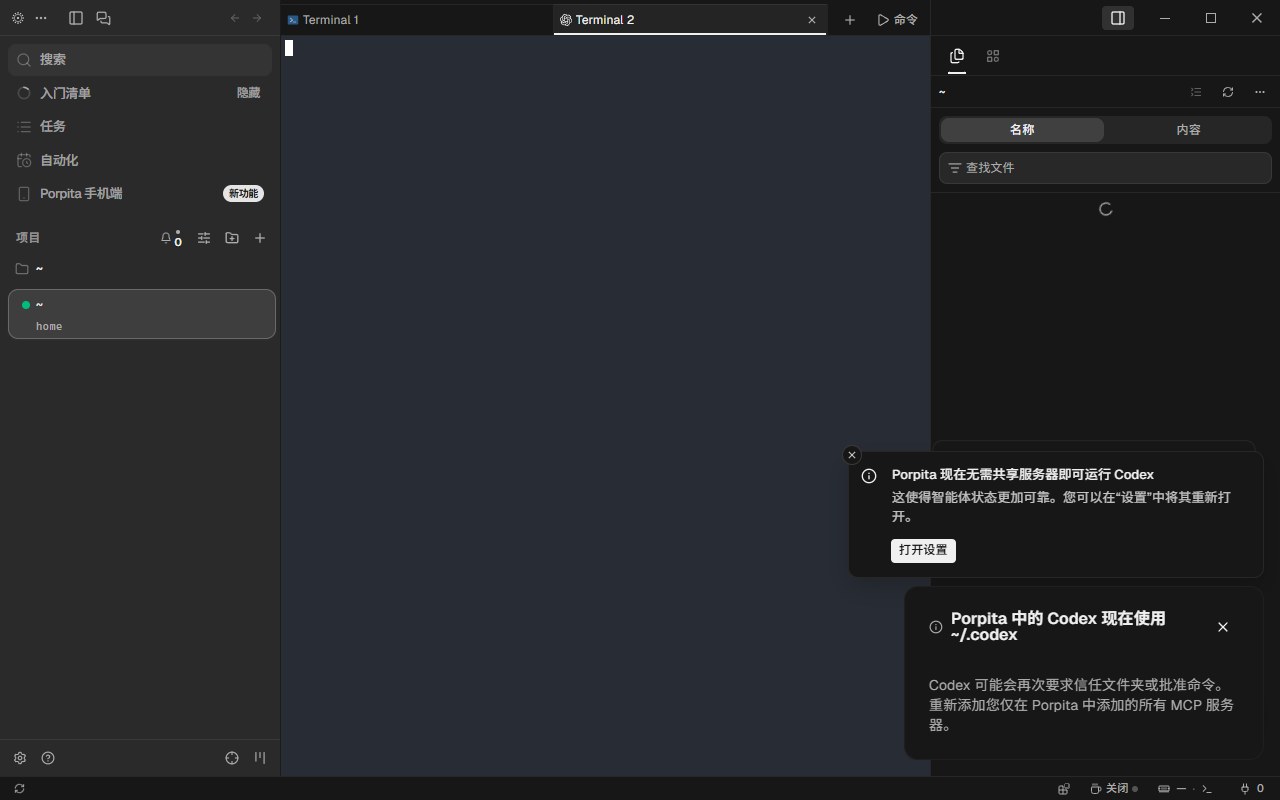 Terminal 1
Terminal 2
命令
搜索
入门清单
隐藏
任务
自动化
Porpita 手机端
新功能
项目
0
~
~
home
~
名称
内容
查找文件
Porpita 现在无需共享服务器即可运行 Codex
这使得智能体状态更加可靠。您可以在“设置”中将其重新打
开。
打开设置
Porpita 中的 Codex 现在使用
~/.codex
Codex 可能会再次要求信任文件夹或批准命令。
重新添加您仅在 Porpita 中添加的所有 MCP 服务
器。
关闭
— ·
0